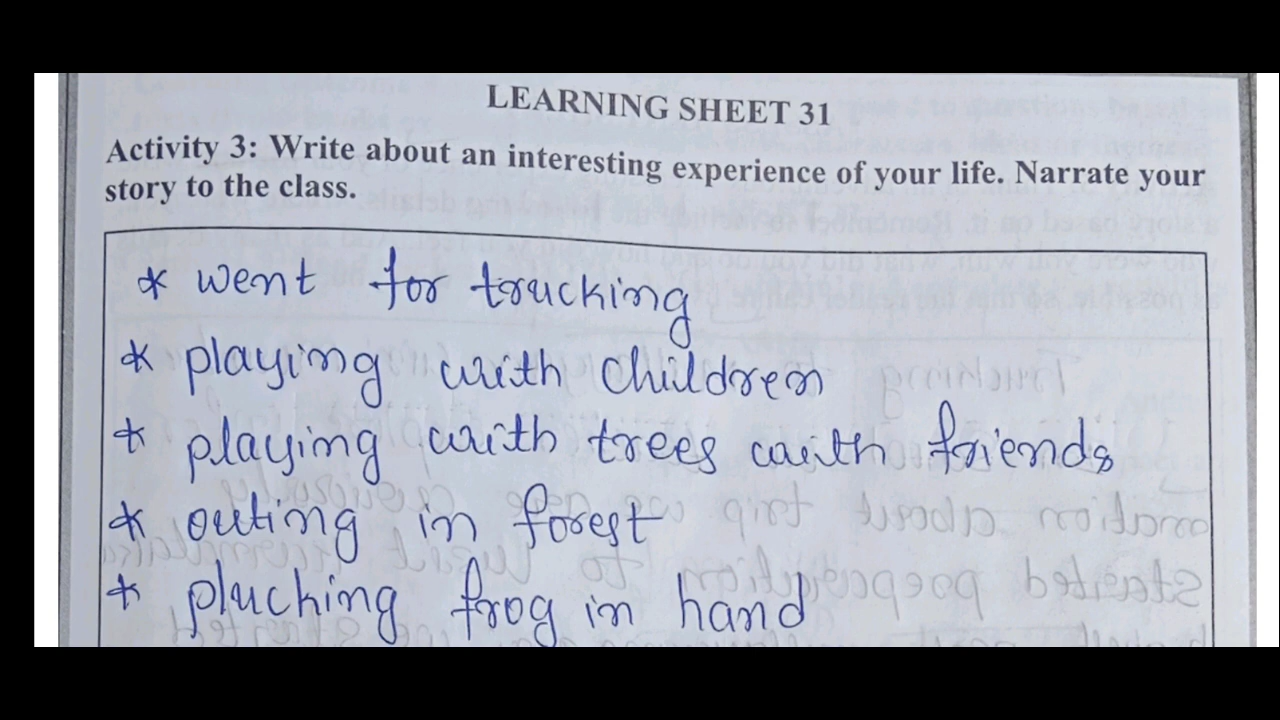 LEARNING SHEET 31
Activity 3: Write about an interesting experience of your life. Narrate your
story to the class.
* went for trucking
* playing with children
* playing with trees with friends
* outing in forest
* pluching frog in hand